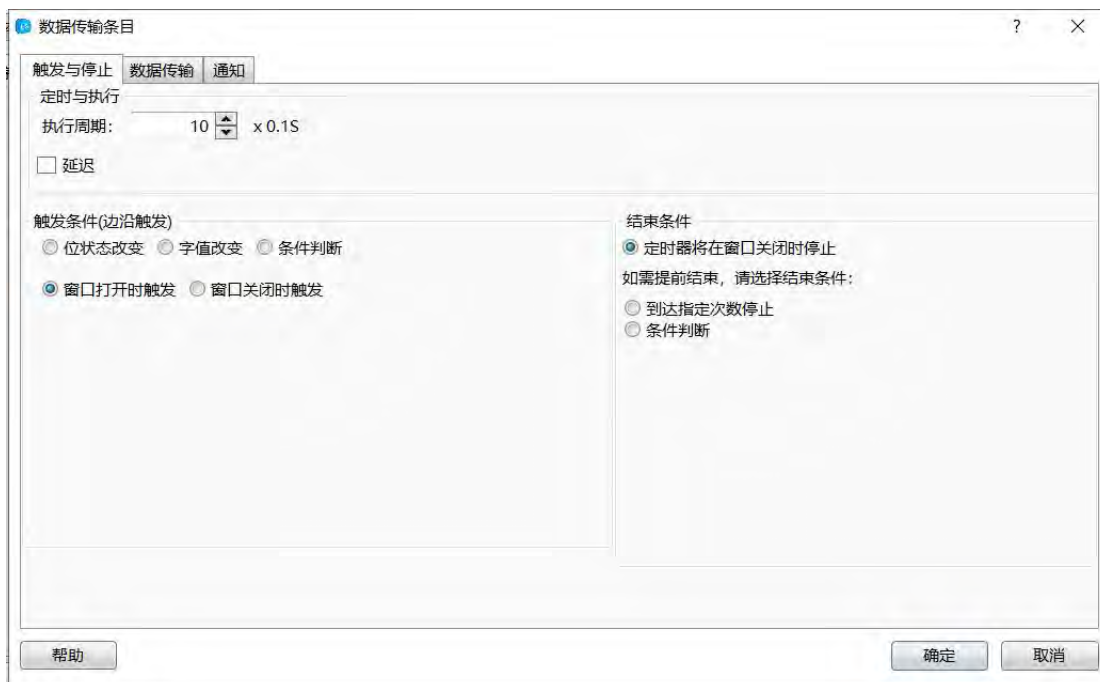 数据传输条目
触发与停止 数据传输 通知
定时与执行
执行周期: 10 x 0.1S
延迟
触发条件(边沿触发)
位状态改变 字值改变 条件判断
窗口打开时触发 窗口关闭时触发
结束条件
定时器将在窗口关闭时停止
如需提前结束，请选择结束条件:
到达指定次数停止
条件判断
帮助 确定 取消